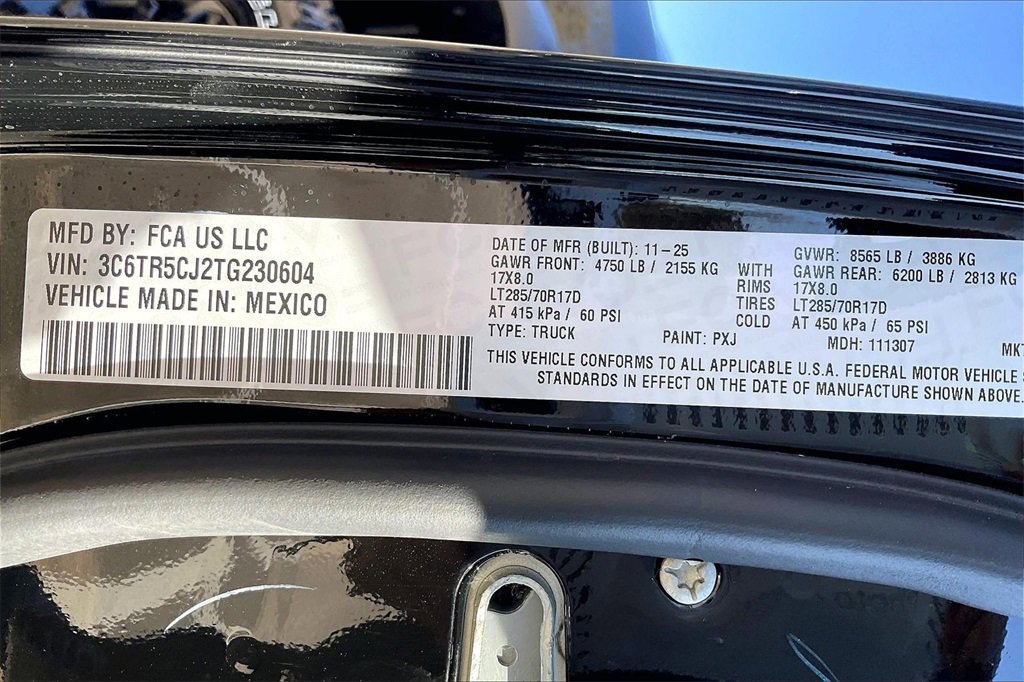 MFD BY: FCA US LLC
VIN: 3C6TR5CJ2TG230604
VEHICLE MADE IN: MEXICO
DATE OF MFR (BUILT): 11-25 GVWR: 8565 LB / 3886 KG
GAWR FRONT: 4750 LB / 2155 KG WITH GAWR REAR: 6200 LB / 2813 KG
17X8.0 RIMS 17X8.0
LT285/70R17D TIRES LT285/70R17D
AT 415 kPa / 60 PSI COLD AT 450 kPa / 65 PSI
TYPE: TRUCK PAINT: PXJ MDH: 111307 MKT
THIS VEHICLE CONFORMS TO ALL APPLICABLE U.S.A. FEDERAL MOTOR VEHICLE
STANDARDS IN EFFECT ON THE DATE OF MANUFACTURE SHOWN ABOVE.